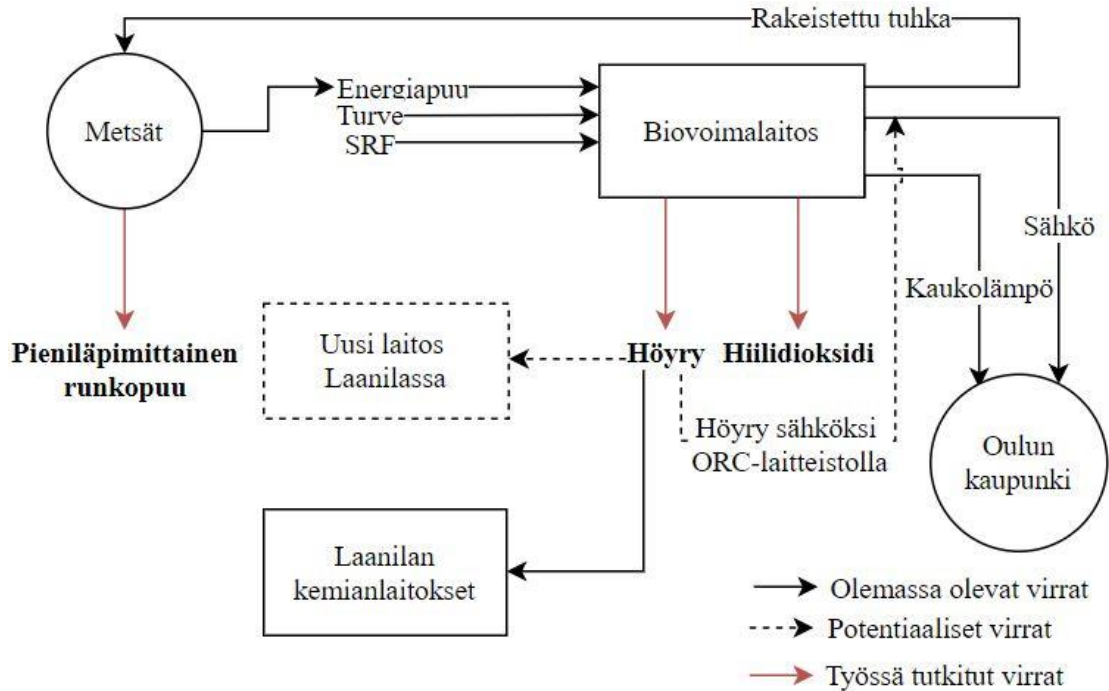 Rakeistettu tuhka
Metsät
Energiapuu
Turve
SRF
Biovoimalaitos
Sähkö
Kaukolämpö
Pieniläpimittainen
runkopuu
Uusi laitos
Laanilassa
Höyry
Hiilidioksidi
Höyry sähköksi
ORC-laitteistolla
Oulun
kaupunki
Laanilan
kemianlaitokset
Olemassa olevat virrat
Potentiaaliset virrat
Työssä tutkitut virrat